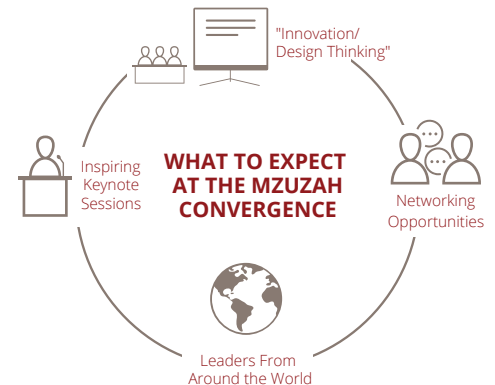 "Innovation/
Design Thinking"
Inspiring
Keynote
Sessions
WHAT TO EXPECT
AT THE MZUZAH
CONVERGENCE
Networking
Opportunities
Leaders From
Around the World